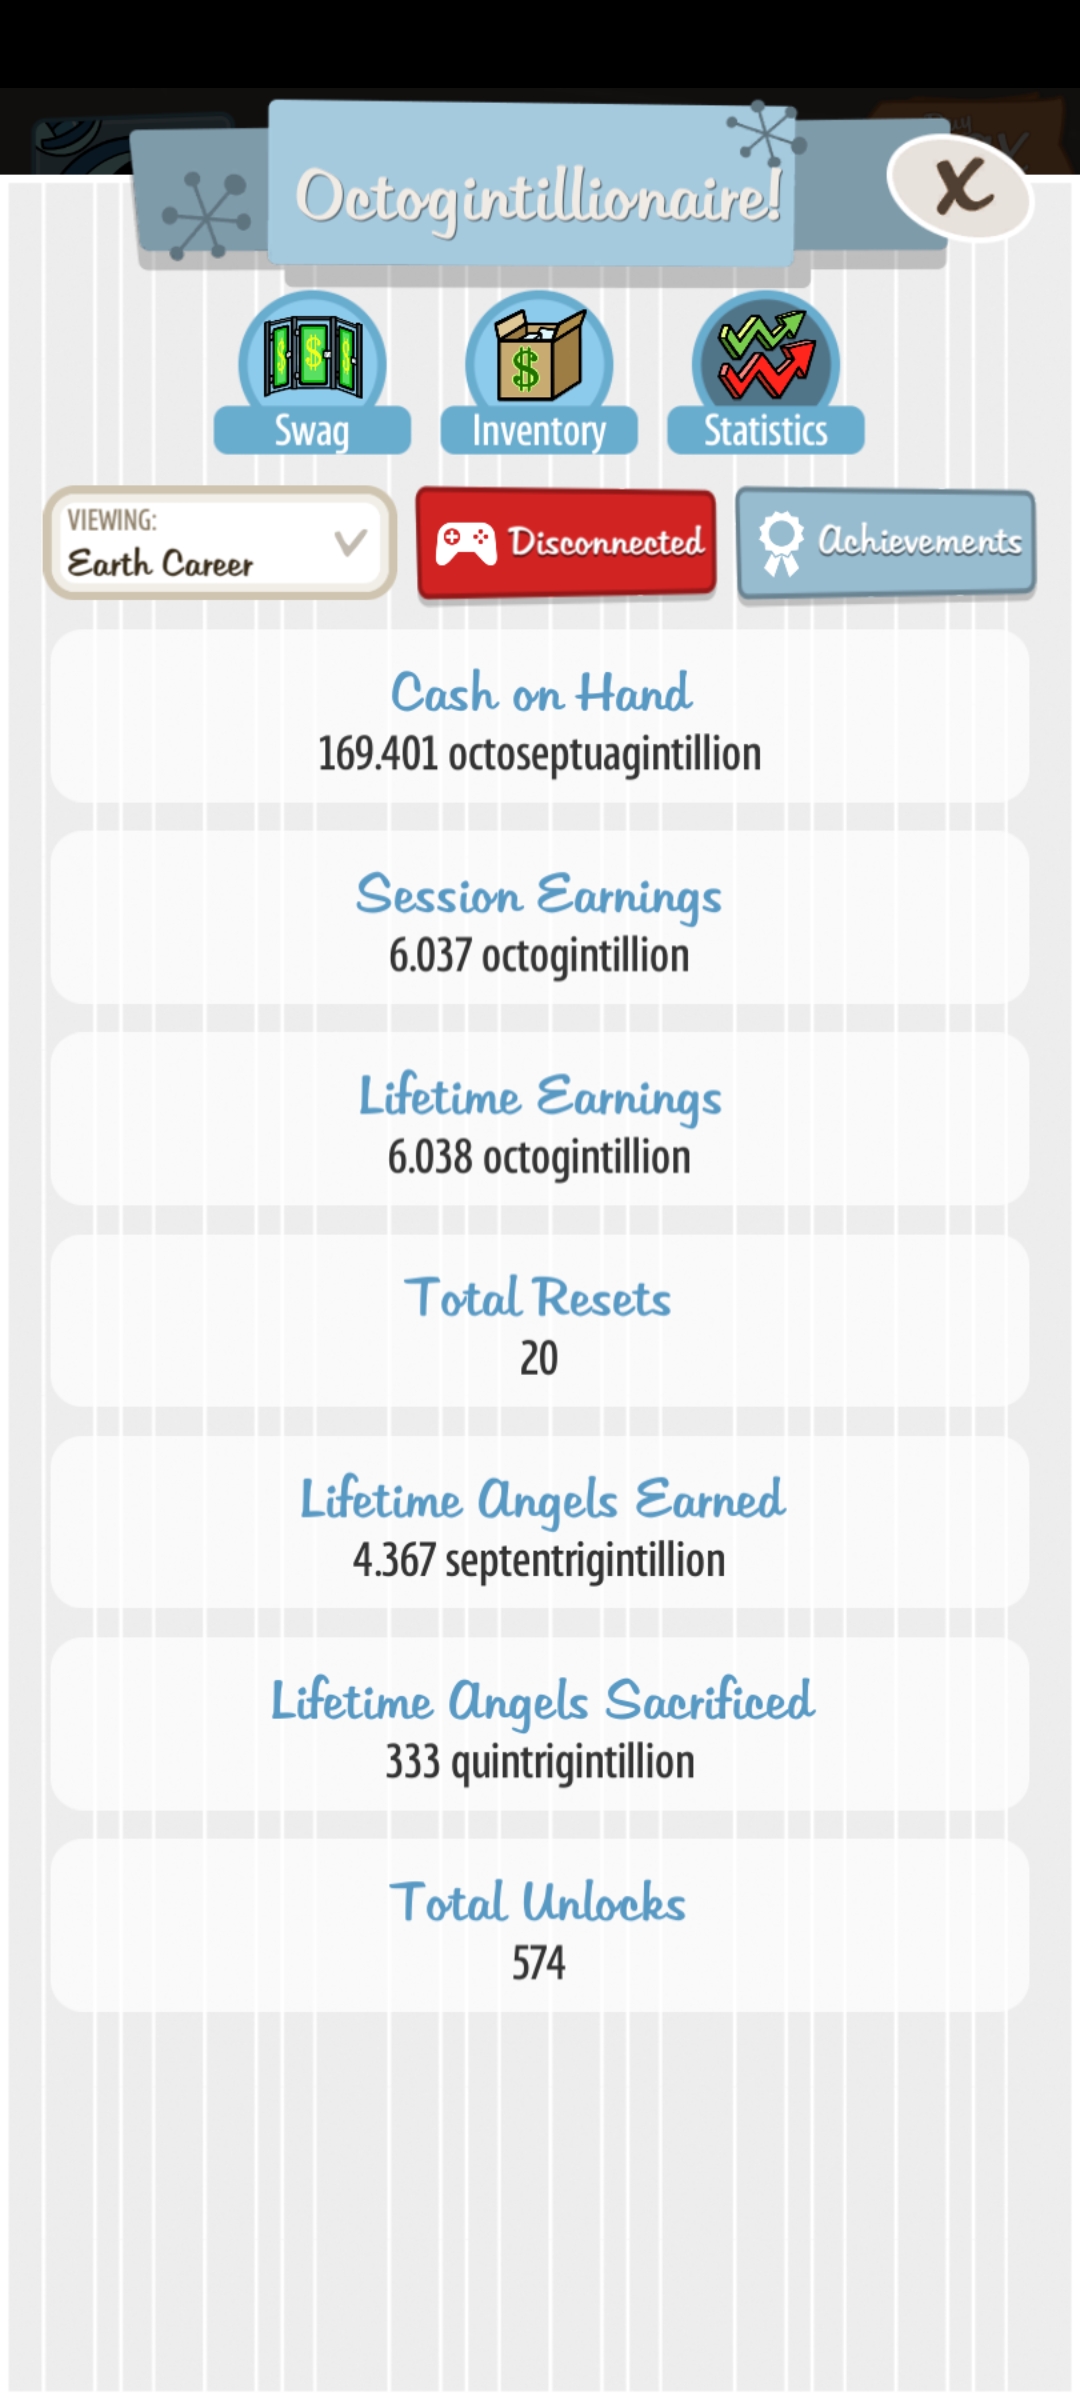 Buy
Octogintillionaire!
X
Swag
Inventory
Statistics
VIEWING:
Earth Career
Disconnected
Achievements
Cash on Hand
169.401 octoseptuagintillion
Session Earnings
6.037 octogintillion
Lifetime Earnings
6.038 octogintillion
Total Resets
20
Lifetime Angels Earned
4.367 septentrigintillion
Lifetime Angels Sacrificed
333 quintrigintillion
Total Unlocks
574